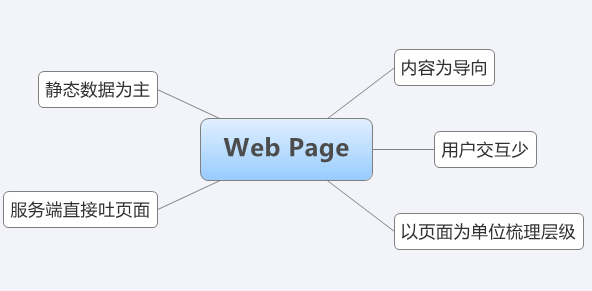 内容为导向
静态数据为主
Web Page
用户交互少
服务端直接吐页面
以页面为单位梳理层级